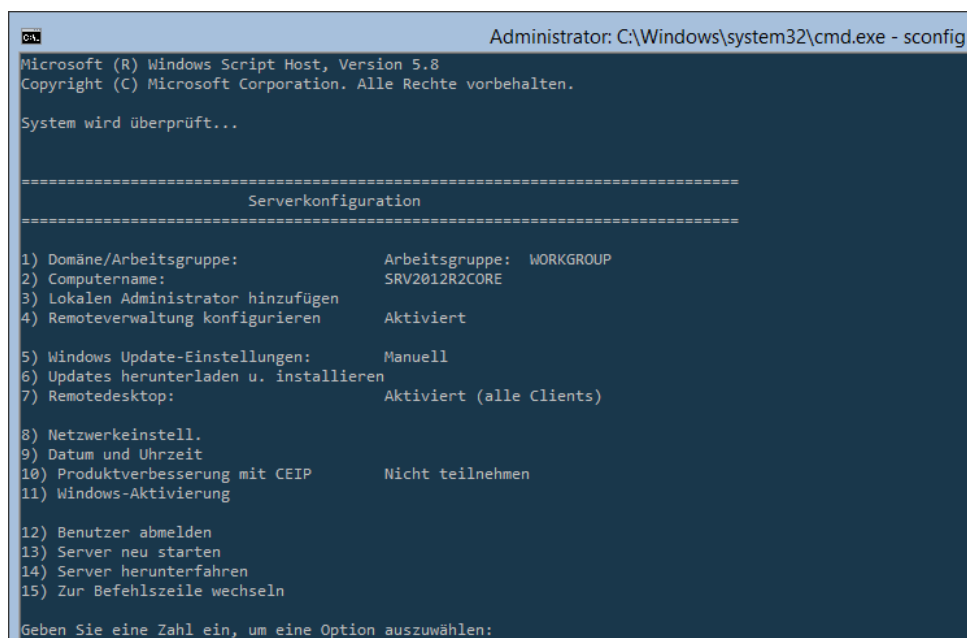 Administrator: C:\Windows\system32\cmd.exe - sconfig
Microsoft (R) Windows Script Host, Version 5.8
Copyright (C) Microsoft Corporation. Alle Rechte vorbehalten.
System wird überprüft...
===============================================================================
Serverkonfiguration
===============================================================================
1) Domäne/Arbeitsgruppe: Arbeitsgruppe: WORKGROUP
2) Computername: SRV2012R2CORE
3) Lokalen Administrator hinzufügen
4) Remoteverwaltung konfigurieren Aktiviert
5) Windows Update-Einstellungen: Manuell
6) Updates herunterladen u. installieren
7) Remotedesktop: Aktiviert (alle Clients)
8) Netzwerkeinstell.
9) Datum und Uhrzeit
10) Produktverbesserung mit CEIP Nicht teilnehmen
11) Windows-Aktivierung
12) Benutzer abmelden
13) Server neu starten
14) Server herunterfahren
15) Zur Befehlszeile wechseln
Geben Sie eine Zahl ein, um eine Option auszuwählen: